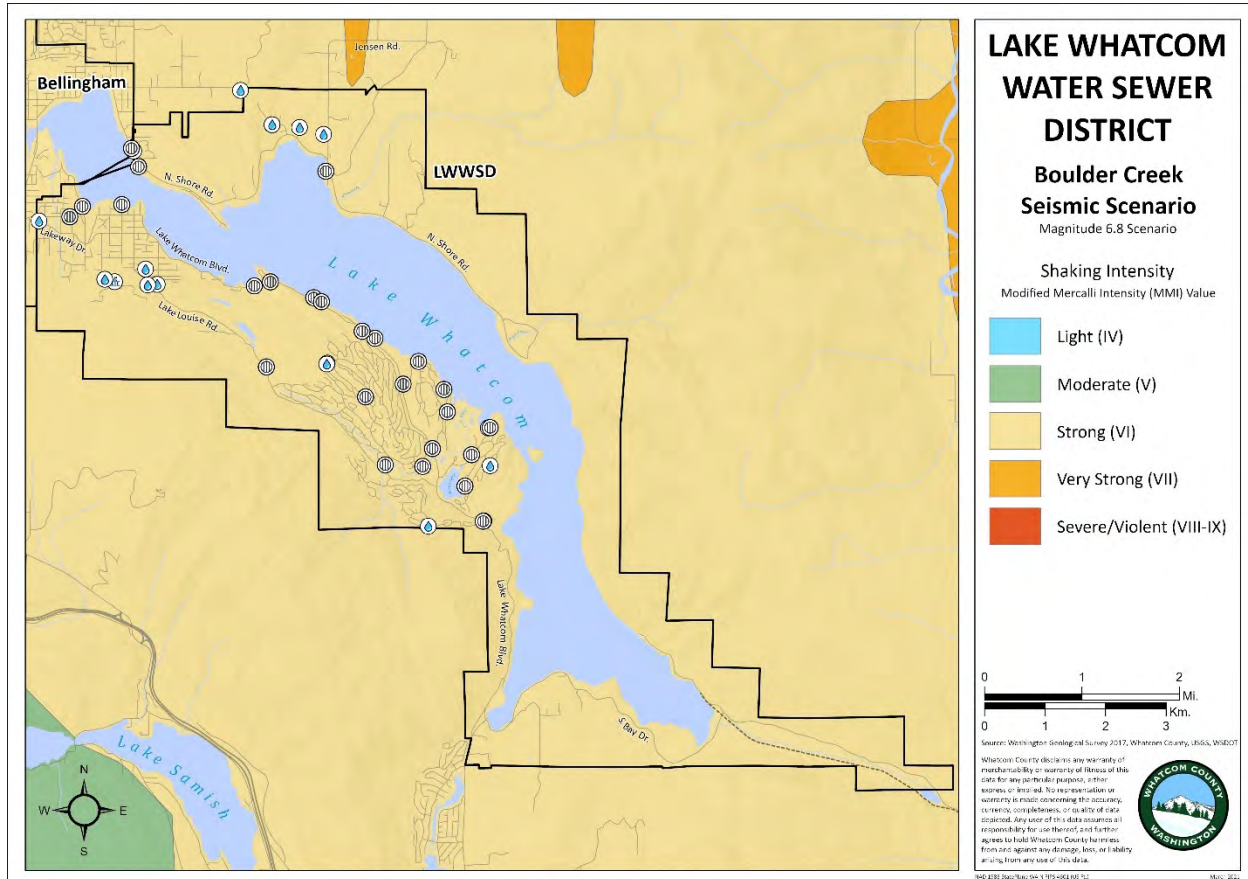 LAKE WHATCOM
WATER SEWER
DISTRICT
Boulder Creek
Seismic Scenario
Magnitude 6.8 Scenario
Shaking Intensity
Modified Mercalli Intensity (MMI) Value
Light (IV)
Moderate (V)
Strong (VI)
Very Strong (VII)
Severe/Violent (VIII-IX)
0 1 2
Mi.
Km.
0 1 2 3
Source: Washington Geological Survey 2017, Whatcom County, USGS, WSDOT
Whatcom County disclaims any warranty of
merchantability or warranty of fitness of this
data for any particular purpose, either
express or implied. No representation or
warranty is made concerning the accuracy,
currency, completeness, or quality of data
depicted. Any user of this data assumes all
responsibility for use thereof, and further
agrees to hold Whatcom County harmless
from and against any damage, loss, or liability
arising from any use of this data.
WHATCOM COUNTY
WASHINGTON
March 2021
Jensen Rd.
Bellingham
LWWSD
N. Shore Rd.
Lakeway Dr.
Lake Whatcom Blvd.
N. Shore Rd.
Lake Whatcom
Lake Louise Rd.
Lake Whatcom Blvd.
S Bay Dr.
Lake Samish
N
W E
S